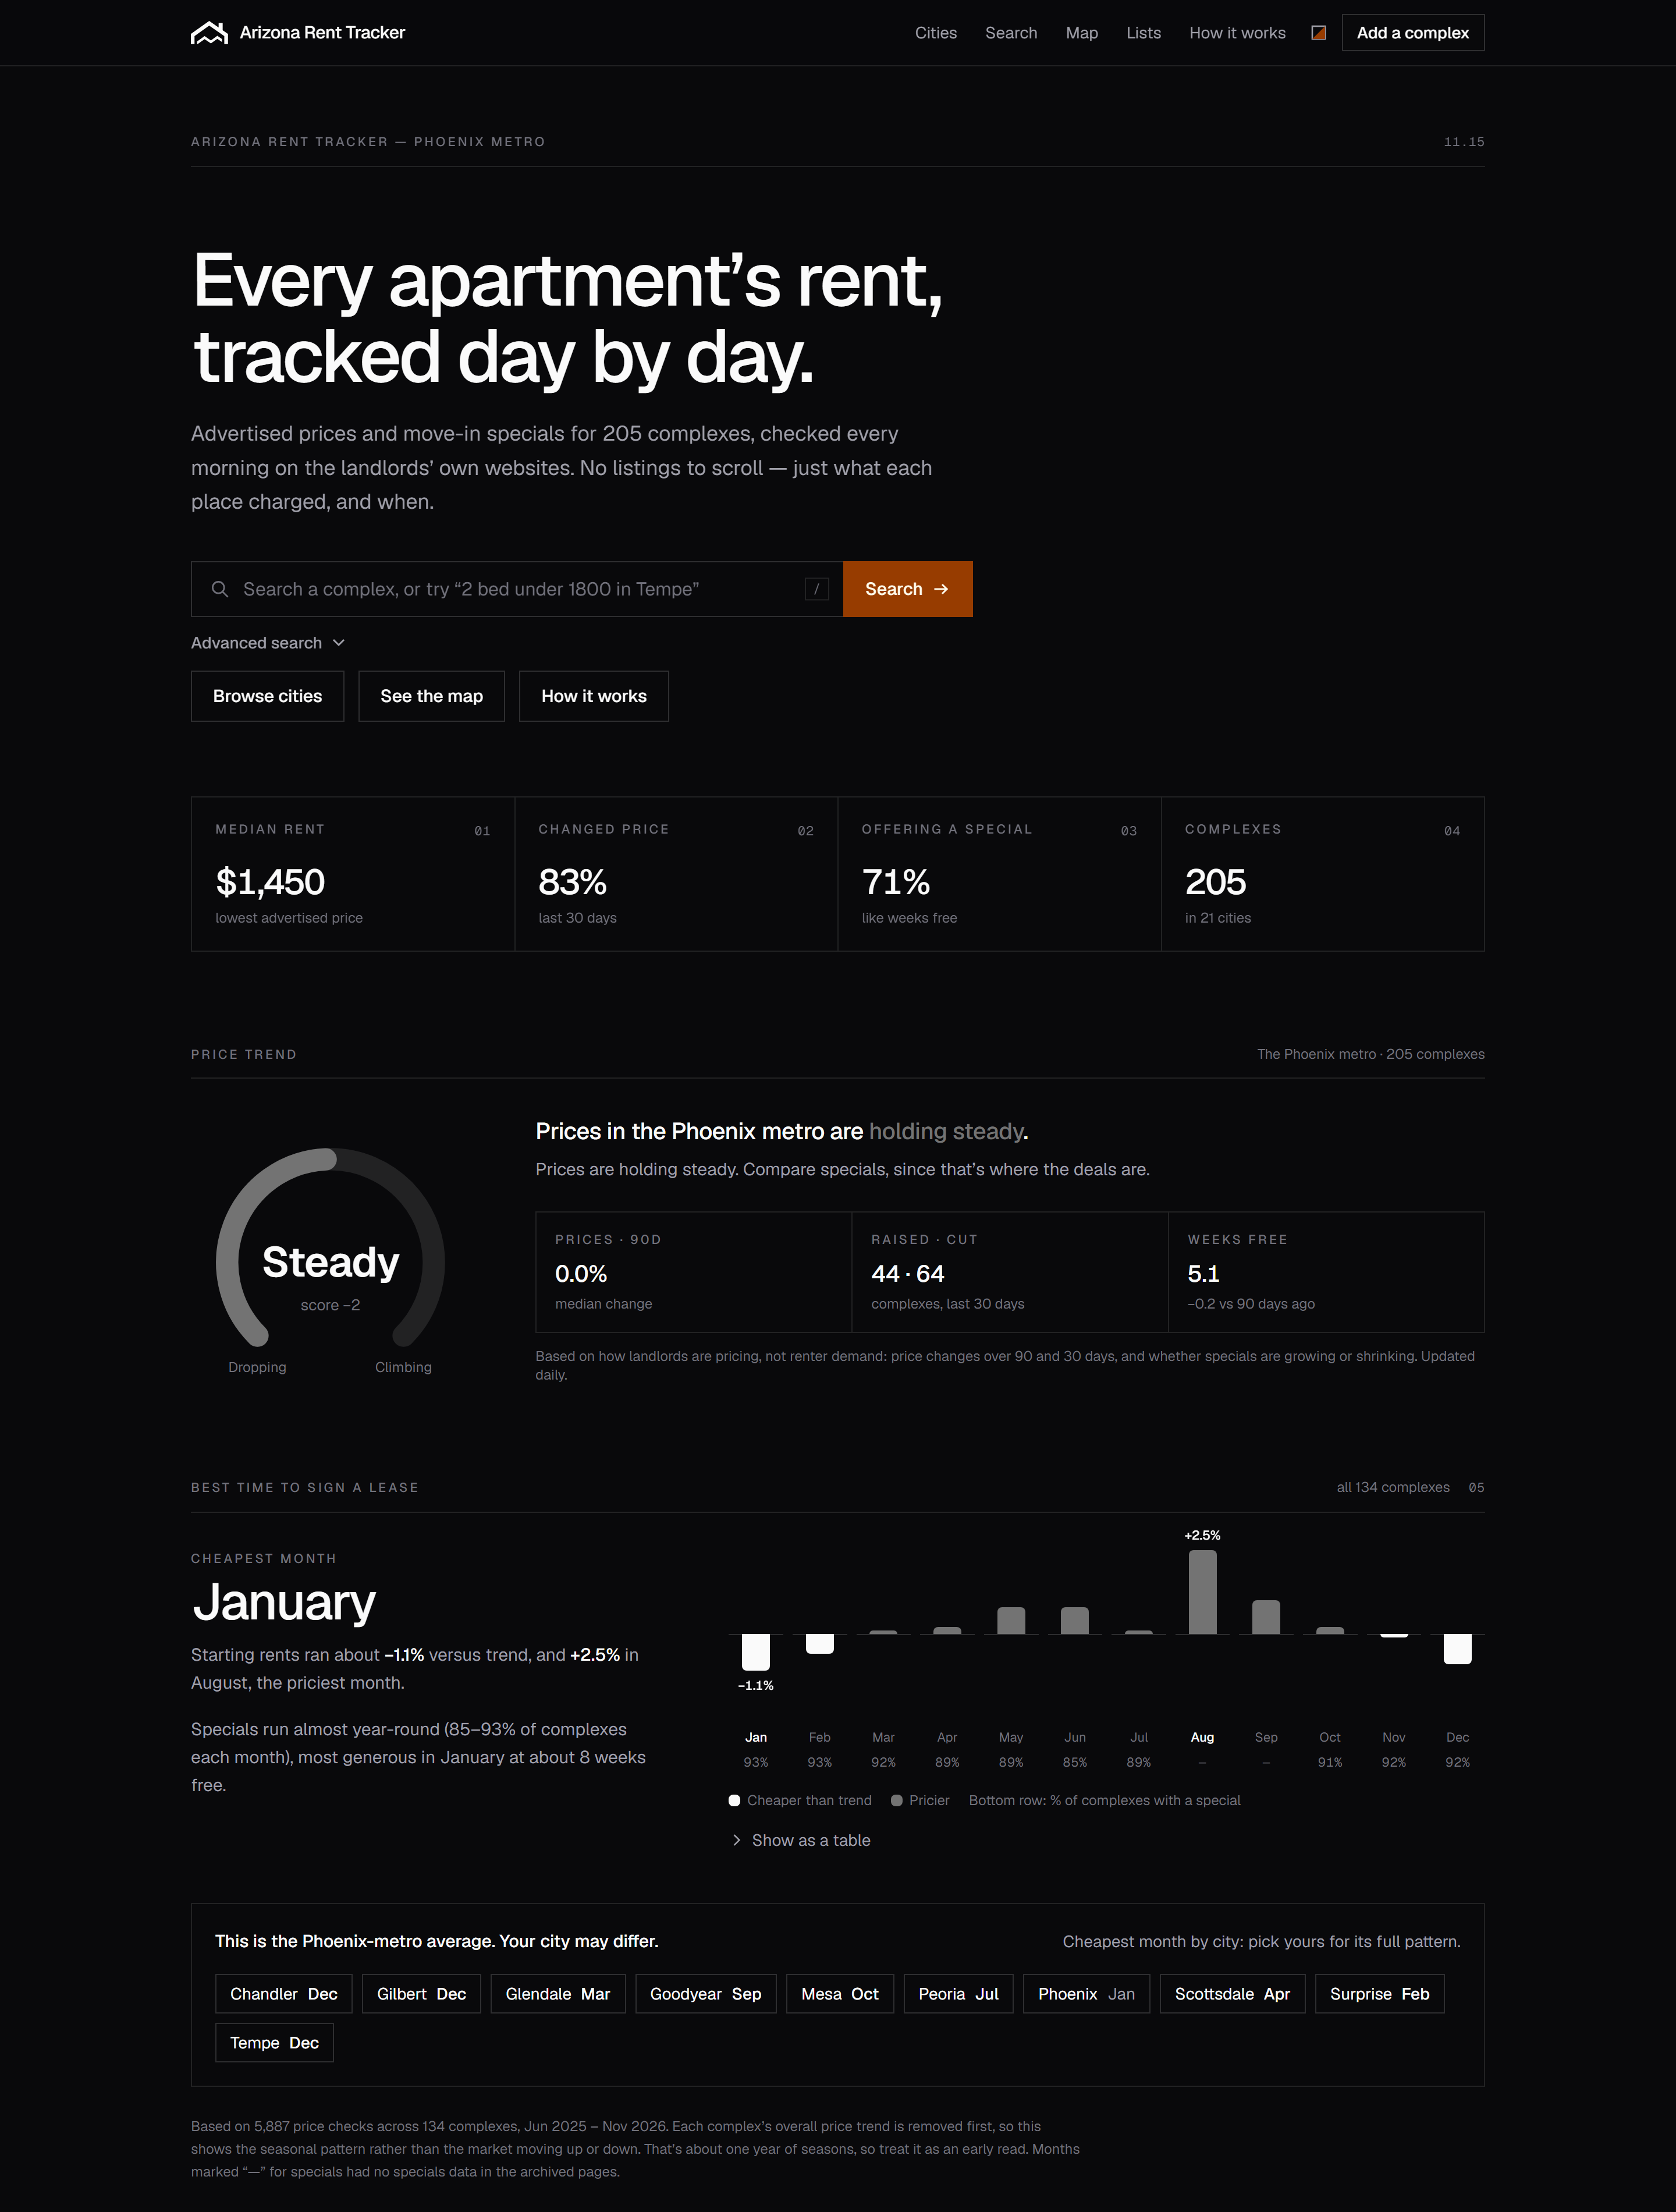 Arizona Rent Tracker
Cities Search Map Lists How it works Add a complex
ARIZONA RENT TRACKER — PHOENIX METRO 11.15
Every apartment’s rent,
tracked day by day.
Advertised prices and move-in specials for 205 complexes, checked every
morning on the landlords’ own websites. No listings to scroll — just what each
place charged, and when.
Search a complex, or try “2 bed under 1800 in Tempe” / Search →
Advanced search
Browse cities See the map How it works
MEDIAN RENT 01 CHANGED PRICE 02 OFFERING A SPECIAL 03 COMPLEXES 04
$1,450 83% 71% 205
lowest advertised price last 30 days like weeks free in 21 cities
PRICE TREND The Phoenix metro · 205 complexes
Prices in the Phoenix metro are holding steady.
Prices are holding steady. Compare specials, since that’s where the deals are.
Steady
score −2
Dropping Climbing
PRICES · 90D RAISED · CUT WEEKS FREE
0.0% 44 · 64 5.1
median change complexes, last 30 days −0.2 vs 90 days ago
Based on how landlords are pricing, not renter demand: price changes over 90 and 30 days, and whether specials are growing or shrinking. Updated
daily.
BEST TIME TO SIGN A LEASE all 134 complexes 05
CHEAPEST MONTH
January
Starting rents ran about −1.1% versus trend, and +2.5% in
August, the priciest month.
Specials run almost year-round (85–93% of complexes
each month), most generous in January at about 8 weeks
free.
+2.5%
−1.1%
Jan Feb Mar Apr May Jun Jul Aug Sep Oct Nov Dec
93% 93% 92% 89% 89% 85% 89% — — 91% 92% 92%
Cheaper than trend Pricier Bottom row: % of complexes with a special
Show as a table
This is the Phoenix-metro average. Your city may differ. Cheapest month by city: pick yours for its full pattern.
Chandler Dec Gilbert Dec Glendale Mar Goodyear Sep Mesa Oct Peoria Jul Phoenix Jan Scottsdale Apr Surprise Feb
Tempe Dec
Based on 5,887 price checks across 134 complexes, Jun 2025 – Nov 2026. Each complex’s overall price trend is removed first, so this
shows the seasonal pattern rather than the market moving up or down. That’s about one year of seasons, so treat it as an early read. Months
marked “—” for specials had no specials data in the archived pages.